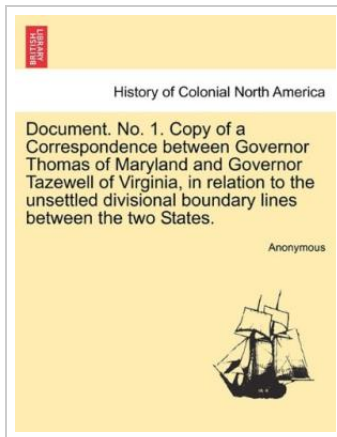 BRITISH
LIBRARY
History of Colonial North America
Document. No. 1. Copy of a
Correspondence between Governor
Thomas of Maryland and Governor
Tazewell of Virginia, in relation to the
unsettled divisional boundary lines
between the two States.
Anonymous